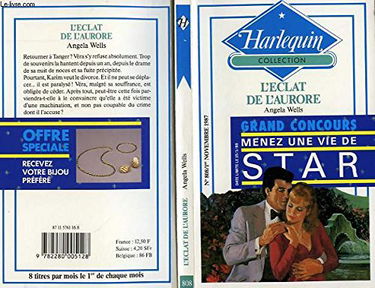 L'ECLAT
DE L'AURORE
Angela Wells
Retourner à Tanger? Vera s'y refuse absolument. Trop
de souvenirs la hantent depuis un an, depuis le drame
de sa nuit de noces et sa fuite précipitée.
Pourtant, Karim veut le divorce. Et il ne peut se dépla-
cer... il est paralysé! Vera, malgré sa souffrance, est
obligée de céder. Après tout, peut-être cette fois par-
viendra-t-elle à le convaincre qu'elle a été victime
d'une machination, et non pas coupable du crime dont
il l'accuse?
OFFRE
SPECIALE
RECEVEZ
VOTRE BIJOU
PRÉFÉRÉ
9 782280 005128
France: 12,50 F
Suisse: 4,20 SFr
Belgique: 86 FB
8 titres par mois le 1er de chaque mois
L'ECLAT DE L'AURORE
Angela Wells
808
Harlequin
COLLECTION
L'ECLAT
DE L'AURORE
Angela Wells
NOVEMBRE 1987
GRAND CONCOURS
MENEZ UNE VIE DE
STAR